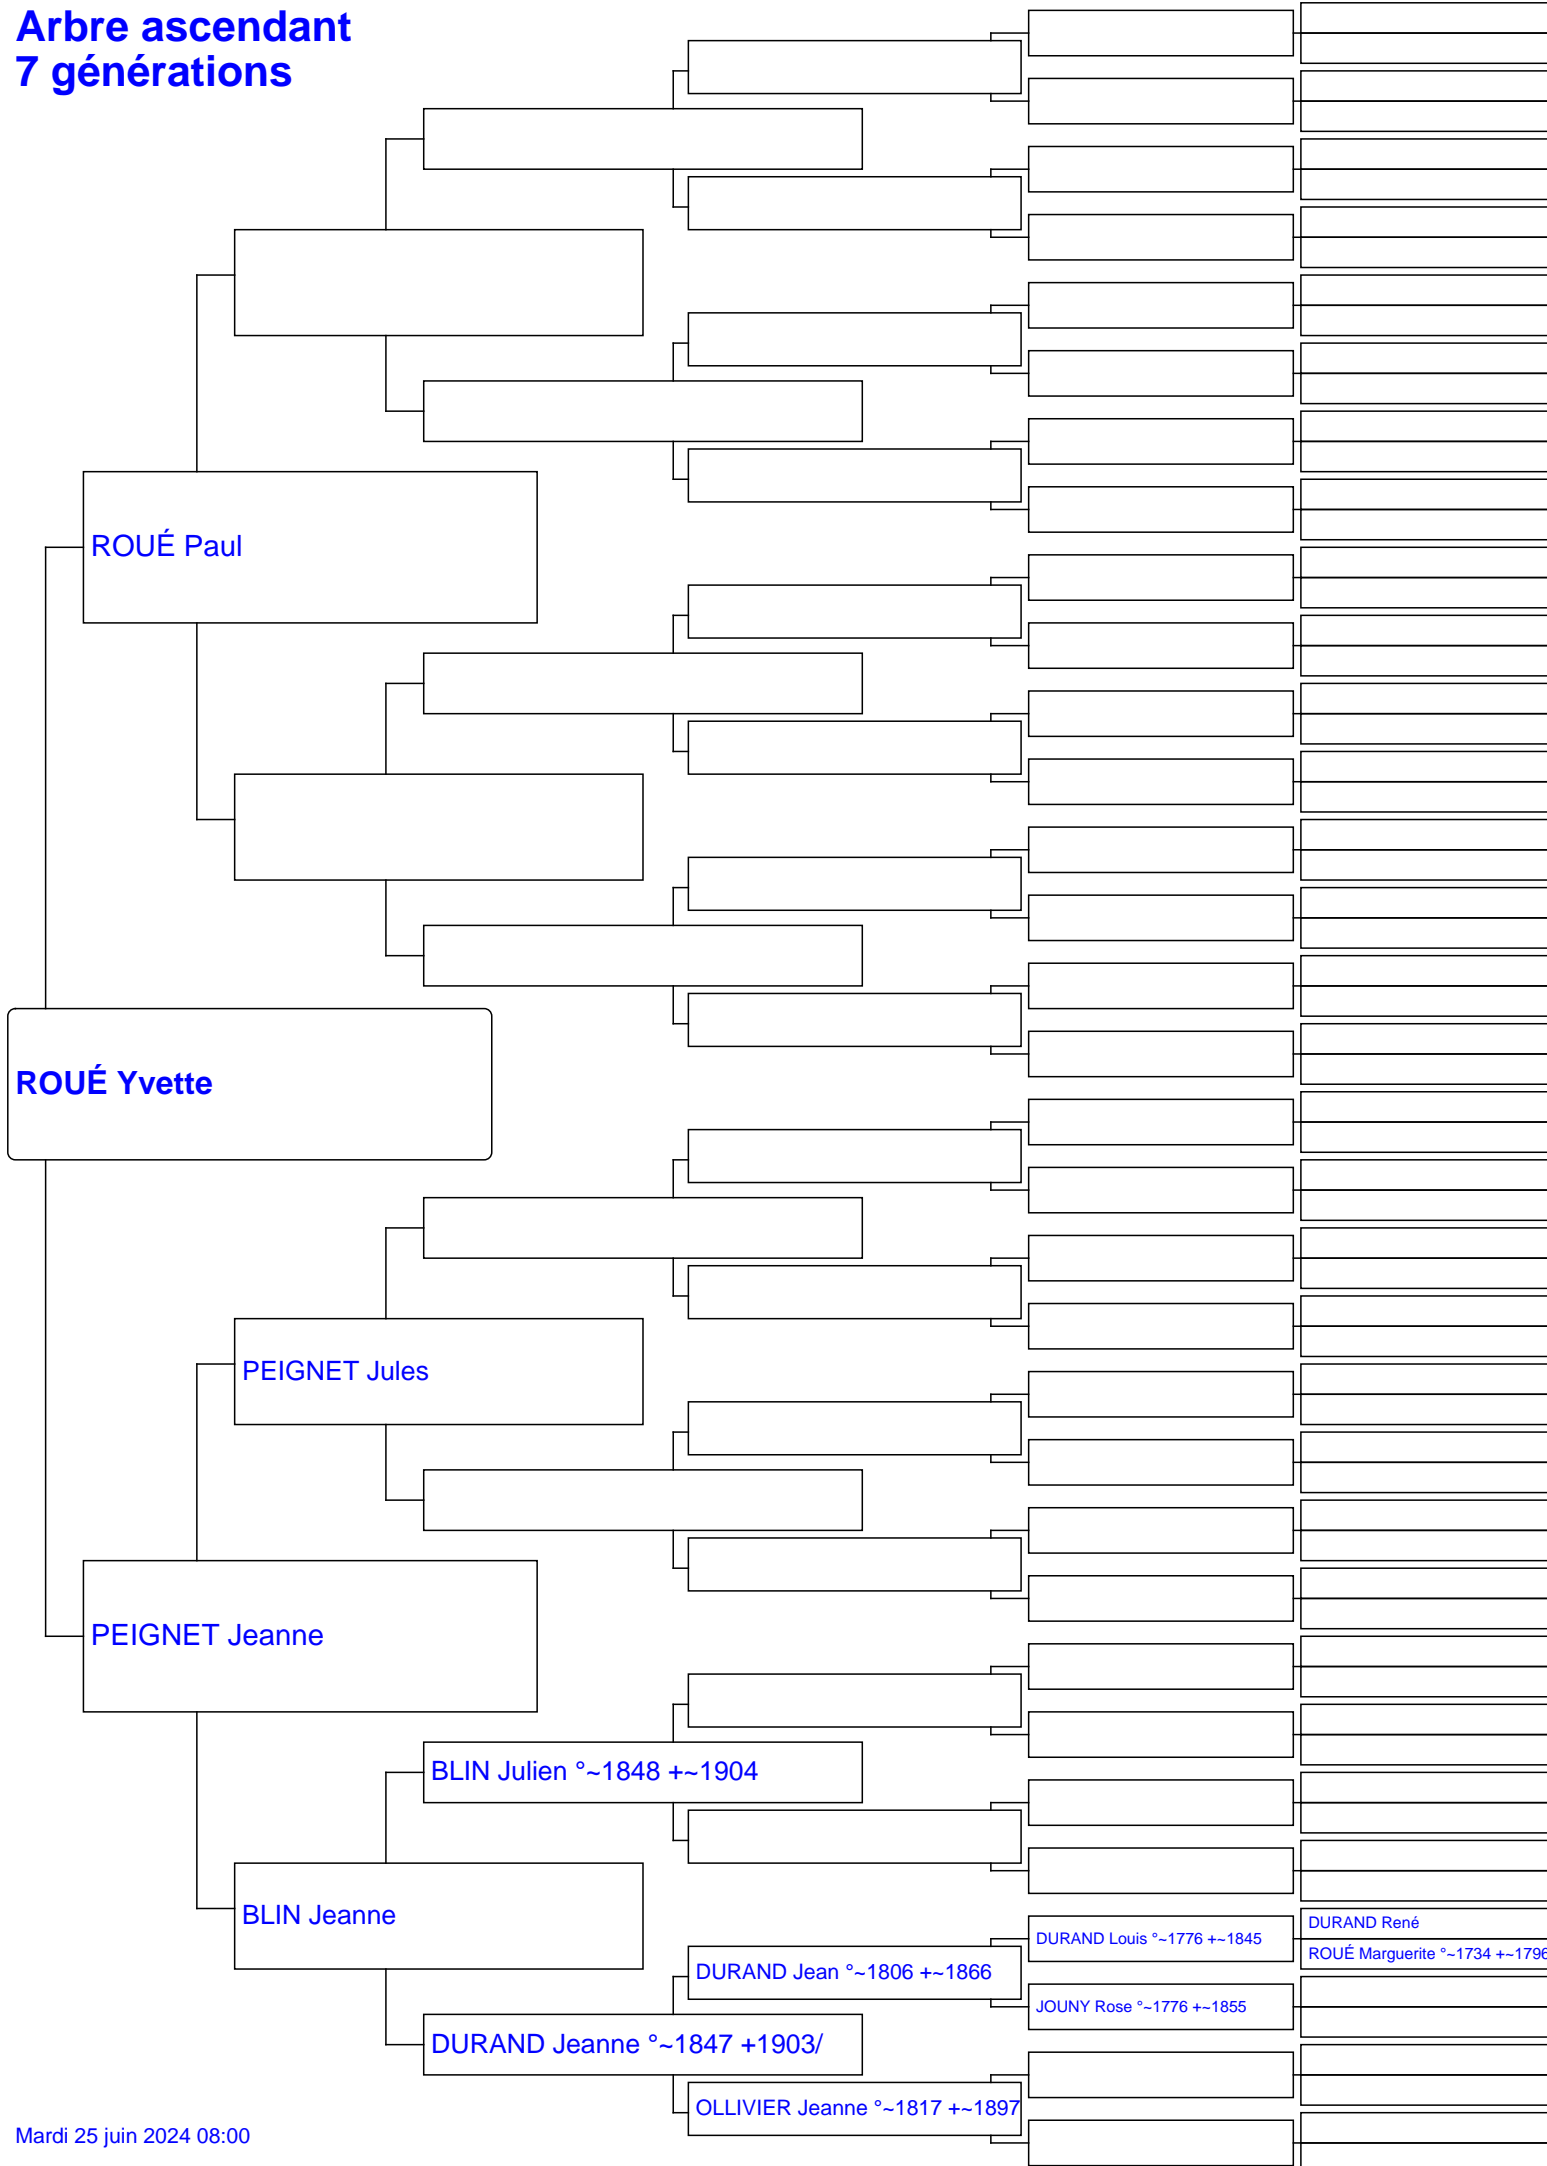 Arbre ascendant
7 générations
ROUÉ Paul
ROUÉ Yvette
PEIGNET Jules
PEIGNET Jeanne
BLIN Julien °~1848 +~1904
BLIN Jeanne
DURAND René
DURAND Louis °~1776 +~1845
ROUÉ Marguerite °~1734 +~1796
DURAND Jean °~1806 +~1866
JOUNY Rose °~1776 +~1855
DURAND Jeanne °~1847 +1903/
OLLIVIER Jeanne °~1817 +~1897
Mardi 25 juin 2024 08:00